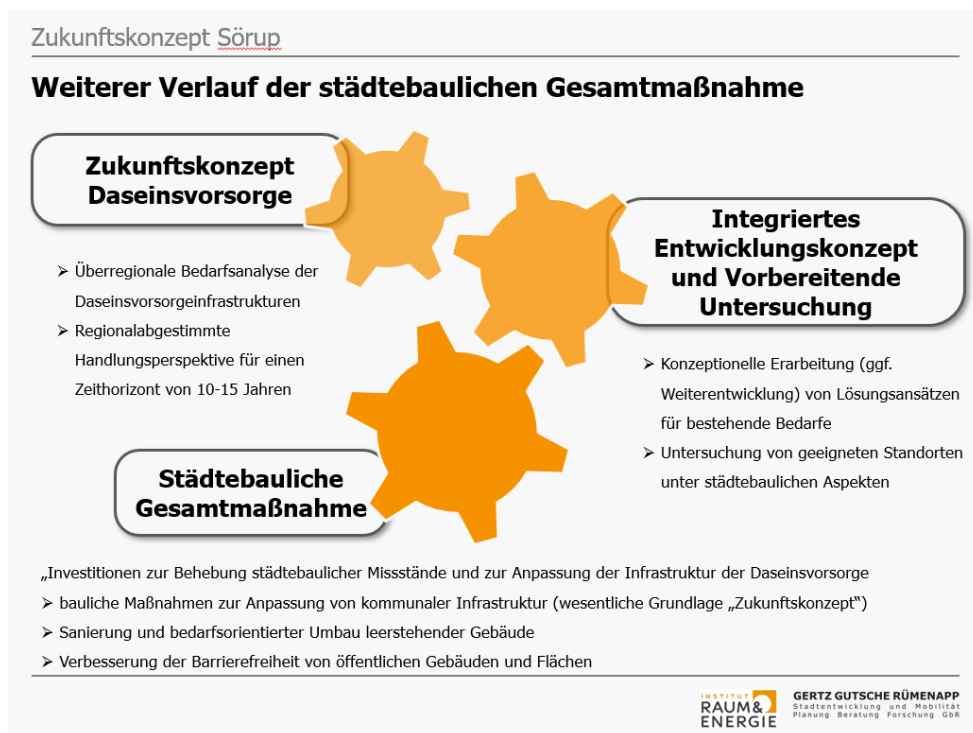 Zukunftskonzept Sörup
Weiterer Verlauf der städtebaulichen Gesamtmaßnahme
Zukunftskonzept
Daseinsvorsorge
➢ Überregionale Bedarfsanalyse der
Daseinsvorsorgeinfrastrukturen
➢ Regionalabgestimmte
Handlungsperspektive für einen
Zeithorizont von 10-15 Jahren
Integriertes
Entwicklungskonzept
und Vorbereitende
Untersuchung
➢ Konzeptionelle Erarbeitung (ggf.
Weiterentwicklung) von Lösungsansätzen
für bestehende Bedarfe
➢ Untersuchung von geeigneten Standorten
unter städtebaulichen Aspekten
Städtebauliche
Gesamtmaßnahme
„Investitionen zur Behebung städtebaulicher Missstände und zur Anpassung der Infrastruktur der Daseinsvorsorge
➢ bauliche Maßnahmen zur Anpassung von kommunaler Infrastruktur (wesentliche Grundlage „Zukunftskonzept“)
➢ Sanierung und bedarfsorientierter Umbau leerstehender Gebäude
➢ Verbesserung der Barrierefreiheit von öffentlichen Gebäuden und Flächen
INSTITUT
RAUM&
ENERGIE
GERTZ GUTSCHE RÜMENAPP
Stadtentwicklung und Mobilität
Planung Beratung Forschung GbR